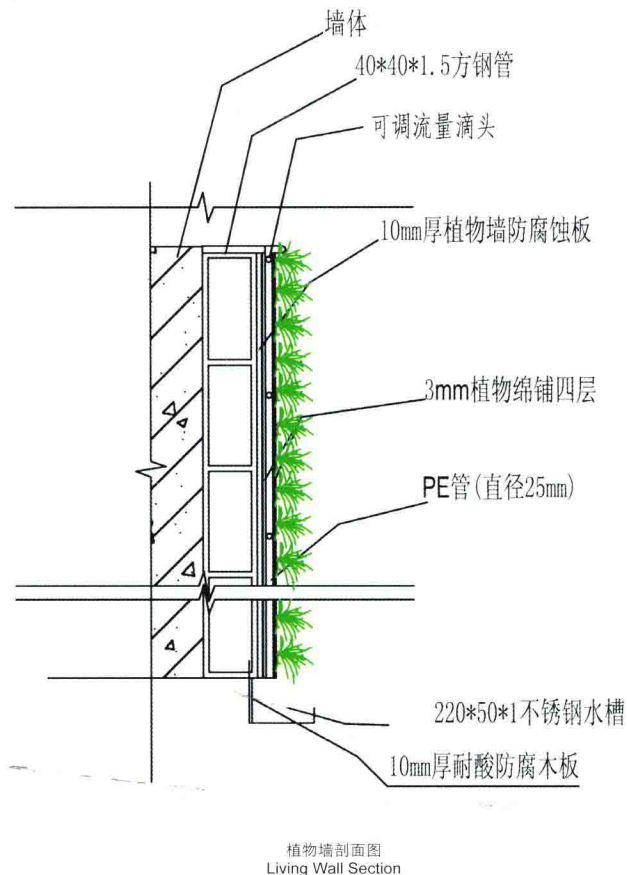 墙体
40*40*1.5方钢管
可调流量滴头
10mm厚植物墙防腐蚀板
3mm植物绵铺四层
PE管(直径25mm)
220*50*1不锈钢水槽
10mm厚耐酸防腐木板
植物墙剖面图
Living Wall Section